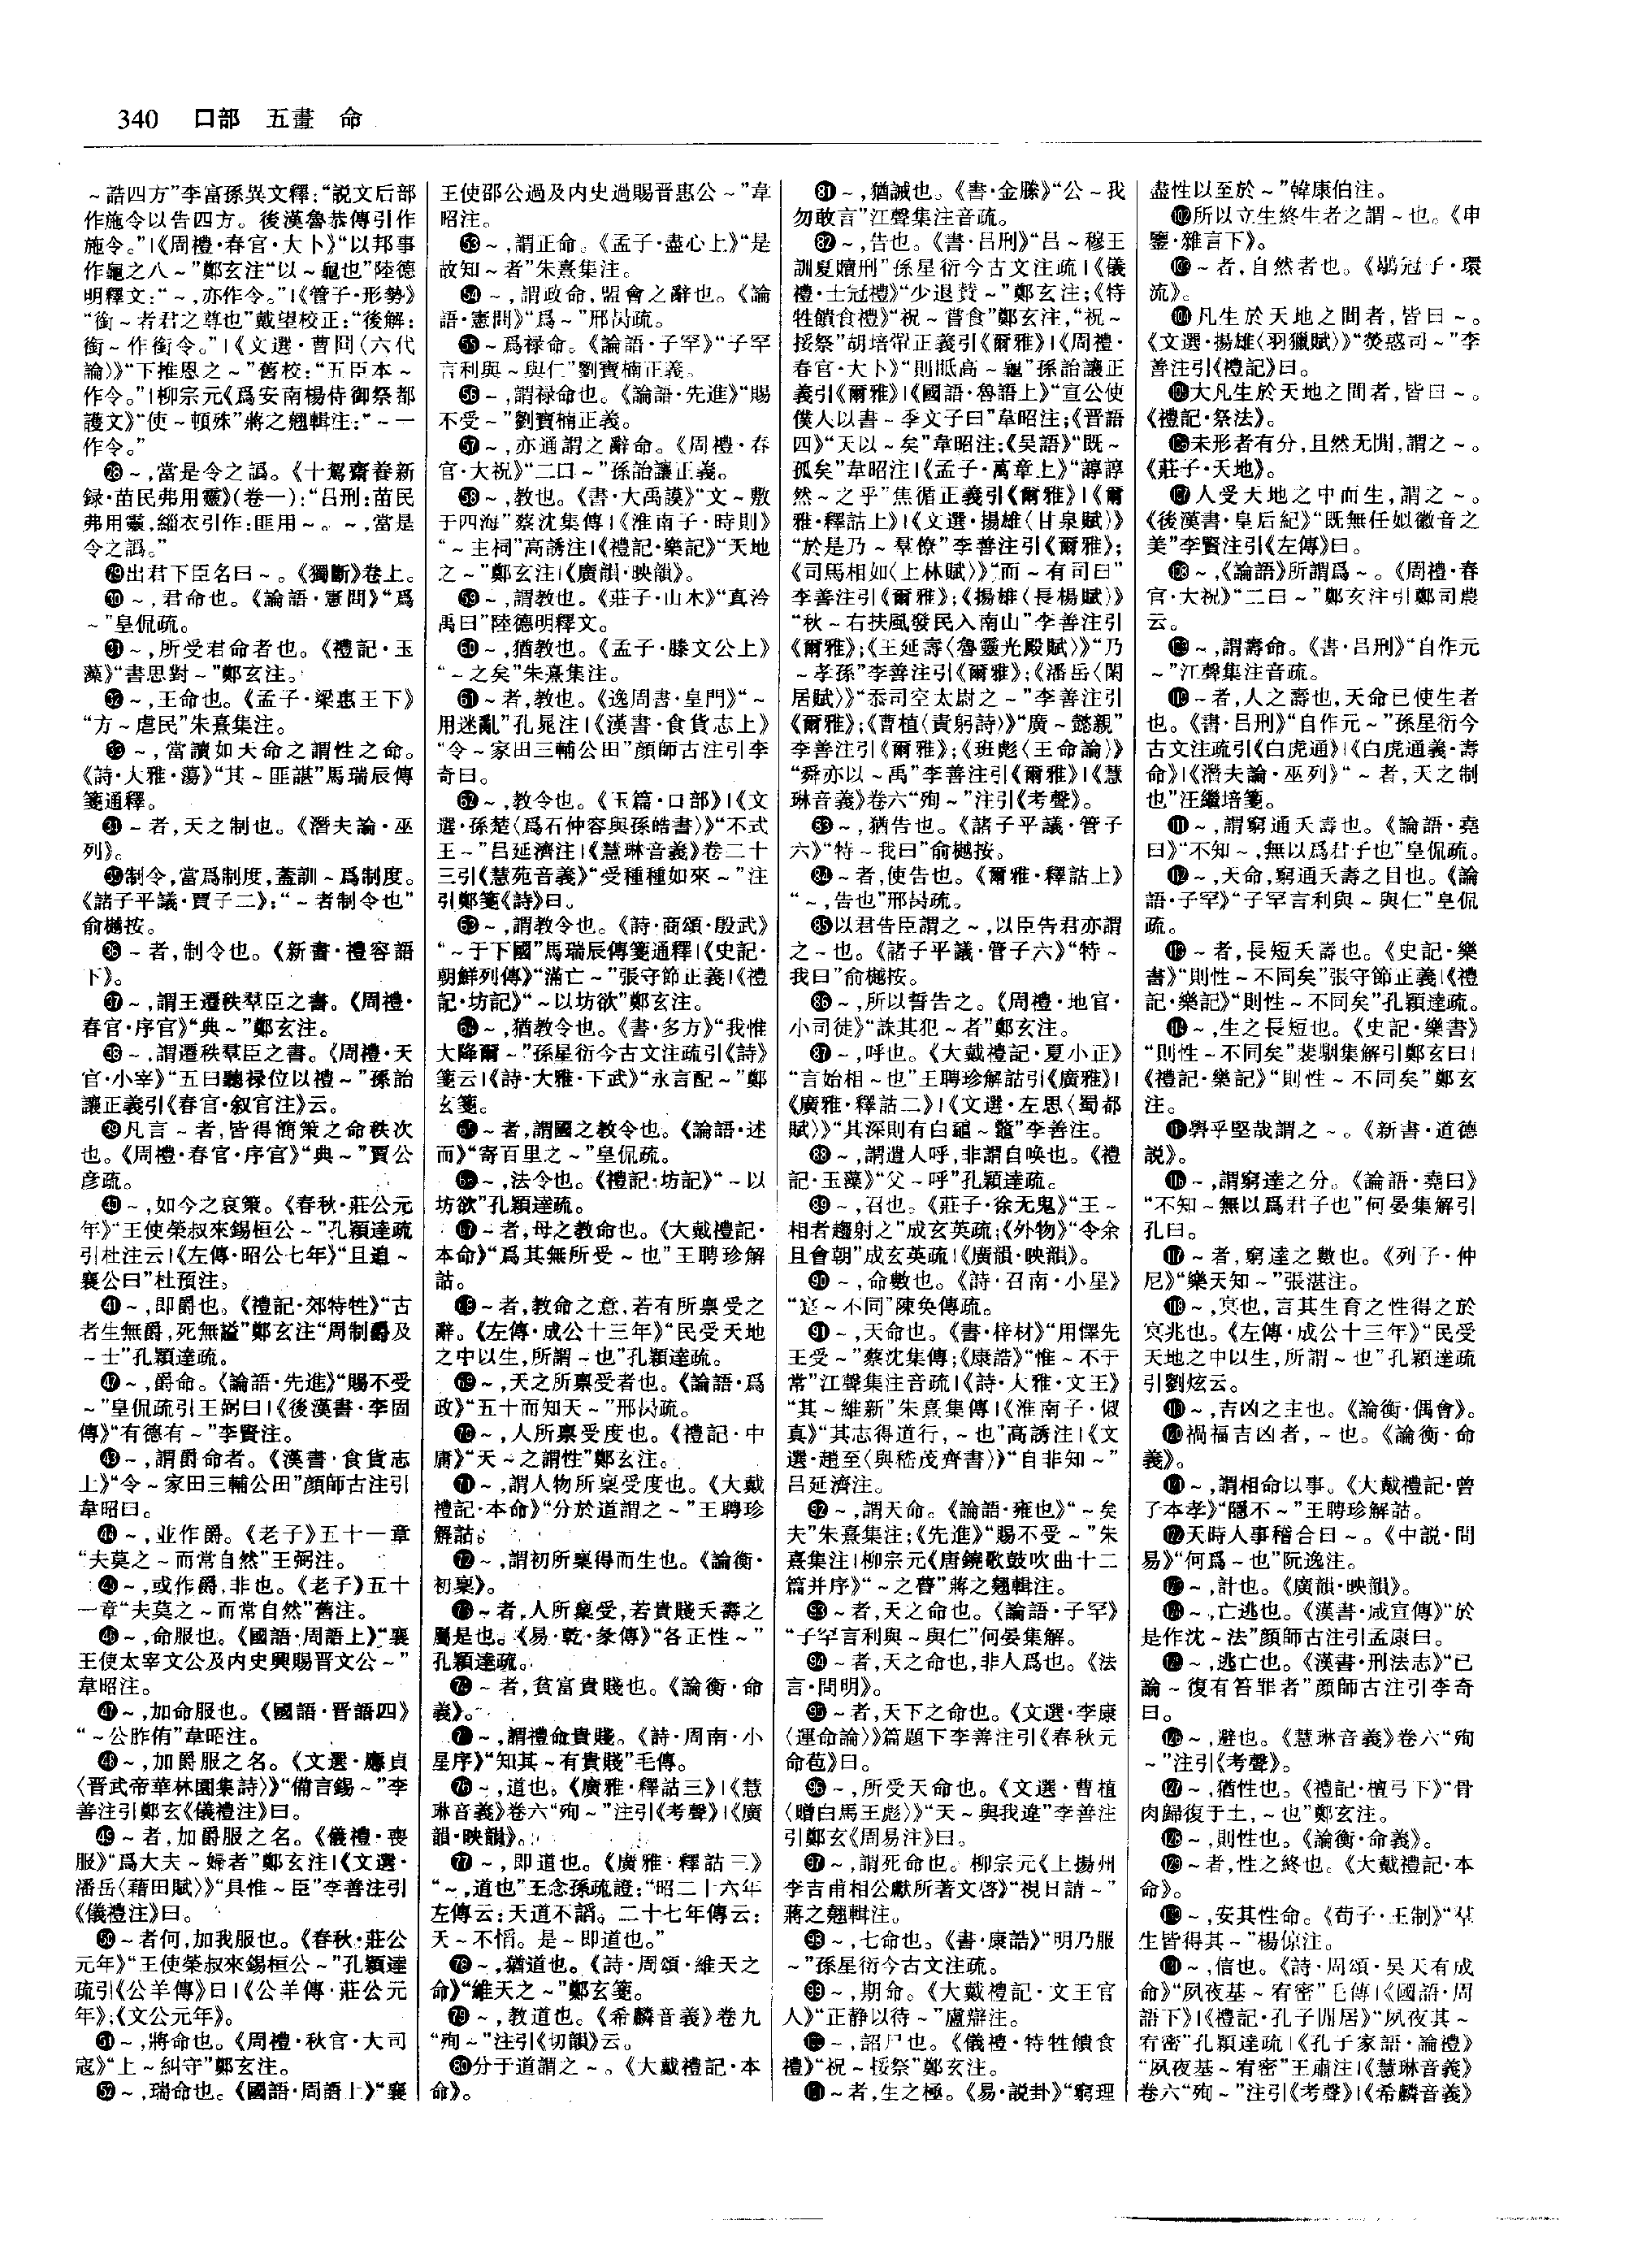 340 口部 五畫 命
~誥四方”李富孫異文釋:“説文后部
作施令以告四方。後漢魯恭傳引作
施令。”|《周禮·春官·大卜》“以邦事
作龜之八~”鄭玄注“以~龜也”陸德
明釋文:“~,亦作令。”|《管子·形勢》
“銜~者君之尊也”戴望校正:“後解:
銜~作銜令。”|《文選·曹冏〈六代
論〉》“下推恩之~”舊校:“五臣本~
作令。”|柳宗元《爲安南楊侍御祭都
護文》“使~頓殊”蔣之翹輯注:“~一
作令。”
㉘~,當是令之譌。《十駕齋養新
録·苗民弗用靈》(卷一):“吕刑:苗民
弗用靈,緇衣引作:匪用~。~,當是
令之譌。”
㉙出君下臣名曰~。《獨斷》卷上。
㉚~,君命也。《論語·憲問》“爲
~”皇侃疏。
㉛~,所受君命者也。《禮記·玉
藻》“書思對~”鄭玄注。
㉜~,王命也。《孟子·梁惠王下》
“方~虐民”朱熹集注。
㉝~,當讀如天命之謂性之命。
《詩·大雅·蕩》“其~匪諶”馬瑞辰傳
箋通釋。
㉞~者,天之制也。《潛夫論·巫
列》。
㉟制令,當爲制度,蓋訓~爲制度。
《諸子平議·賈子二》:“~者制令也”
俞樾按。
㊱~者,制令也。《新書·禮容語
下》。
㊲~,謂王遷秩羣臣之書。《周禮·
春官·序官》“典~”鄭玄注。
㊳~,謂遷秩羣臣之書。《周禮·天
官·小宰》“五曰聽禄位以禮~”孫詒
讓正義引《春官·叙官注》云。
㊴凡言~者,皆得簡策之命秩次
也。《周禮·春官·序官》“典~”賈公
彦疏。
㊵~,如今之哀策。《春秋·莊公元
年》“王使榮叔來錫桓公~”孔穎達疏
引杜注云|《左傳·昭公七年》“且追~
襄公曰”杜預注。
㊶~,即爵也。《禮記·郊特牲》“古
者生無爵,死無謚”鄭玄注“周制爵及
~士”孔穎達疏。
㊷~,爵命。《論語·先進》“賜不受
~”皇侃疏引王弼曰|《後漢書·李固
傳》“有德有~”李賢注。
㊸~,謂爵命者。《漢書·食貨志
上》“令~家田三輔公田”顔師古注引
韋昭曰。
㊹~,並作爵。《老子》五十一章
“夫莫之~而常自然”王弼注。
㊺~,或作爵,非也。《老子》五十
一章“夫莫之~而常自然”舊注。
㊻~,命服也。《國語·周語上》“襄
王使太宰文公及内史興賜晋文公~”
韋昭注。
㊼~,加命服也。《國語·晋語四》
“~公胙侑”韋昭注。
㊽~,加爵服之名。《文選·應貞
〈晋武帝華林園集詩〉》“備言錫~”李
善注引鄭玄《儀禮注》曰。
㊾~者,加爵服之名。《儀禮·喪
服》“爲大夫~婦者”鄭玄注|《文選·
潘岳〈藉田賦〉》“具惟~臣”李善注引
《儀禮注》曰。
㊿~者何,加我服也。《春秋·莊公
元年》“王使榮叔來錫桓公~”孔穎達
疏引《公羊傳》曰|《公羊傳·莊公元
年》;《文公元年》。
51~,將命也。《周禮·秋官·大司
寇》“上~糾守”鄭玄注。
52~,瑞命也。《國語·周語上》“襄
王使邵公過及内史過賜晋惠公~”韋
昭注。
53~,謂正命。《孟子·盡心上》“是
故知~者”朱熹集注。
54~,謂政命,盟會之辭也。《論
語·憲問》“爲~”邢昺疏。
55~爲禄命。《論語·子罕》“子罕
言利與~與仁”劉寶楠正義。
56~,謂禄命也。《論語·先進》“賜
不受~”劉寶楠正義。
57~,亦通謂之辭命。《周禮·春
官·大祝》“二曰~”孫詒讓正義。
58~,教也。《書·大禹謨》“文~敷
于四海”蔡沈集傳|《淮南子·時則》
“~主祠”高誘注|《禮記·樂記》“天地
之~”鄭玄注|《廣韻·映韻》。
59~,謂教也。《莊子·山木》“真泠
禹曰”陸德明釋文。
60~,猶教也。《孟子·滕文公上》
“~之矣”朱熹集注。
61~者,教也。《逸周書·皇門》“~
用迷亂”孔晁注|《漢書·食貨志上》
“令~家田三輔公田”顔師古注引李
奇曰。
62~,教令也。《玉篇·口部》|《文
選·孫楚〈爲石仲容與孫皓書〉》“不式
王~”吕延濟注|《慧琳音義》卷二十
三引《慧苑音義》“受種種如來~”注
引鄭箋《詩》曰。
63~,謂教令也。《詩·商頌·殷武》
“~于下國”馬瑞辰傳箋通釋|《史記·
朝鮮列傳》“滿亡~”張守節正義|《禮
記·坊記》“~以坊欲”鄭玄注。
64~,猶教令也。《書·多方》“我惟
大降爾~”孫星衍今古文注疏引《詩》
箋云|《詩·大雅·下武》“永言配~”鄭
玄箋。
65~者,謂國之教令也。《論語·述
而》“寄百里之~”皇侃疏。
66~,法令也。《禮記·坊記》“~以
坊欲”孔穎達疏。
67~者,母之教命也。《大戴禮記·
本命》“爲其無所受~也”王聘珍解
詁。
68~者,教命之意,若有所禀受之
辭。《左傳·成公十三年》“民受天地
之中以生,所謂~也”孔穎達疏。
69~,天之所禀受者也。《論語·爲
政》“五十而知天~”邢昺疏。
70~,人所禀受度也。《禮記·中
庸》“天~之謂性”鄭玄注。
71~,謂人物所稟受度也。《大戴
禮記·本命》“分於道謂之~”王聘珍
解詁。
72~,謂初所稟得而生也。《論衡·
初稟》。
73~者,人所稟受,若貴賤夭壽之
屬是也。《易·乾·彖傳》“各正性~”
孔穎達疏。
74~者,貧富貴賤也。《論衡·命
義》。
75~,謂禮命貴賤。《詩·周南·小
星序》“知其~有貴賤”毛傳。
76~,道也。《廣雅·釋詁三》|《慧
琳音義》卷六“殉~”注引《考聲》|《廣
韻·映韻》。
77~,即道也。《廣雅·釋詁三》
“~,道也”王念孫疏證:“昭二十六年
左傳云:天道不謟。二十七年傳云:
天~不慆。是~即道也。”
78~,猶道也。《詩·周頌·維天之
命》“維天之~”鄭玄箋。
79~,教道也。《希麟音義》卷九
“殉~”注引《切韻》云。
80分于道謂之~。《大戴禮記·本
命》。
81~,猶誠也。《書·金縢》“公~我
勿敢言”江聲集注音疏。
82~,告也。《書·吕刑》“吕~穆王
訓夏贖刑”孫星衍今古文注疏|《儀
禮·士冠禮》“少退贊~”鄭玄注;《特
牲饋食禮》“祝~嘗食”鄭玄注,“祝~
挼祭”胡培翬正義引《爾雅》|《周禮·
春官·大卜》“則眡高~龜”孫詒讓正
義引《爾雅》|《國語·魯語上》“宣公使
僕人以書~季文子曰”韋昭注;《晋語
四》“天以~矣”韋昭注;《吴語》“既~
孤矣”韋昭注|《孟子·萬章上》“諄諄
然~之乎”焦循正義引《爾雅》|《爾
雅·釋詁上》|《文選·揚雄〈甘泉賦〉》
“於是乃~羣僚”李善注引《爾雅》;
《司馬相如〈上林賦〉》“而~有司曰”
李善注引《爾雅》;《揚雄〈長楊賦〉》
“秋~右扶風發民入南山”李善注引
《爾雅》;《王延壽〈魯靈光殿賦〉》“乃
~孝孫”李善注引《爾雅》;《潘岳〈閑
居賦〉》“忝司空太尉之~”李善注引
《爾雅》;《曹植〈責躬詩〉》“廣~懿親”
李善注引《爾雅》;《班彪〈王命論〉》
“舜亦以~禹”李善注引《爾雅》|《慧
琳音義》卷六“殉~”注引《考聲》。
83~,猶告也。《諸子平議·管子
六》“特~我曰”俞樾按。
84~者,使告也。《爾雅·釋詁上》
“~,告也”邢昺疏。
85以君告臣謂之~,以臣告君亦謂
之~也。《諸子平議·管子六》“特~
我曰”俞樾按。
86~,所以誓告之。《周禮·地官·
小司徒》“誅其犯~者”鄭玄注。
87~,呼也。《大戴禮記·夏小正》
“言始相~也”王聘珍解詁引《廣雅》|
《廣雅·釋詁二》|《文選·左思〈蜀都
賦〉》“其深則有白黿~鼈”李善注。
88~,謂遣人呼,非謂自唤也。《禮
記·玉藻》“父~呼”孔穎達疏。
89~,召也。《莊子·徐无鬼》“王~
相者趨射之”成玄英疏;《外物》“令余
且會朝”成玄英疏|《廣韻·映韻》。
90~,命數也。《詩·召南·小星》
“寔~不同”陳奂傳疏。
91~,天命也。《書·梓材》“用懌先
王受~”蔡沈集傳;《康誥》“惟~不于
常”江聲集注音疏|《詩·大雅·文王》
“其~維新”朱熹集傳|《淮南子·俶
真》“其志得道行,~也”高誘注|《文
選·趙至〈與嵇茂齊書〉》“自非知~”
吕延濟注。
92~,謂天命。《論語·雍也》“~矣
夫”朱熹集注;《先進》“賜不受~”朱
熹集注|柳宗元《唐鐃歌鼓吹曲十二
篇并序》“~之瞀”蔣之翹輯注。
93~者,天之命也。《論語·子罕》
“子罕言利與~與仁”何晏集解。
94~者,天之命也,非人爲也。《法
言·問明》。
95~者,天下之命也。《文選·李康
〈運命論〉》篇題下李善注引《春秋元
命苞》曰。
96~,所受天命也。《文選·曹植
〈贈白馬王彪〉》“天~與我違”李善注
引鄭玄《周易注》曰。
97~,謂死命也。柳宗元《上揚州
李吉甫相公獻所著文啓》“視日請~”
蔣之翹輯注。
98~,七命也。《書·康誥》“明乃服
~”孫星衍今古文注疏。
99~,期命。《大戴禮記·文王官
人》“正静以待~”盧辯注。
100~,詔尸也。《儀禮·特牲饋食
禮》“祝~挼祭”鄭玄注。
101~者,生之極。《易·説卦》“窮理
盡性以至於~”韓康伯注。
102所以立生終生者之謂~也。《申
鑒·雜言下》。
103~者,自然者也。《鶡冠子·環
流》。
104凡生於天地之間者,皆曰~。
《文選·揚雄〈羽獵賦〉》“熒惑司~”李
善注引《禮記》曰。
105大凡生於天地之間者,皆曰~。
《禮記·祭法》。
106未形者有分,且然无閒,謂之~。
《莊子·天地》。
107人受天地之中而生,謂之~。
《後漢書·皇后紀》“既無任姒徽音之
美”李賢注引《左傳》曰。
108~,《論語》所謂爲~。《周禮·春
官·大祝》“二曰~”鄭玄注引鄭司農
云。
109~,謂壽命。《書·吕刑》“自作元
~”江聲集注音疏。
110~者,人之壽也,天命已使生者
也。《書·吕刑》“自作元~”孫星衍今
古文注疏引《白虎通》|《白虎通義·壽
命》|《潛夫論·巫列》“~者,天之制
也”汪繼培箋。
111~,謂窮通夭壽也。《論語·堯
曰》“不知~,無以爲君子也”皇侃疏。
112~,天命,窮通夭壽之目也。《論
語·子罕》“子罕言利與~與仁”皇侃
疏。
113~者,長短夭壽也。《史記·樂
書》“則性~不同矣”張守節正義|《禮
記·樂記》“則性~不同矣”孔穎達疏。
114~,生之長短也。《史記·樂書》
“則性~不同矣”裴駰集解引鄭玄曰|
《禮記·樂記》“則性~不同矣”鄭玄
注。
115礐乎堅哉謂之~。《新書·道德
説》。
116~,謂窮達之分。《論語·堯曰》
“不知~無以爲君子也”何晏集解引
孔曰。
117~者,窮達之數也。《列子·仲
尼》“樂天知~”張湛注。
118~,冥也,言其生育之性得之於
冥兆也。《左傳·成公十三年》“民受
天地之中以生,所謂~也”孔穎達疏
引劉炫云。
119~,吉凶之主也。《論衡·偶會》。
120禍福吉凶者,~也。《論衡·命
義》。
121~,謂相命以事。《大戴禮記·曾
子本孝》“隱不~”王聘珍解詁。
122天時人事稽合曰~。《中説·問
易》“何爲~也”阮逸注。
123~,計也。《廣韻·映韻》。
124~,亡逃也。《漢書·咸宣傳》“於
是作沈~法”顔師古注引孟康曰。
125~,逃亡也。《漢書·刑法志》“已
論~復有笞罪者”顔師古注引李奇
曰。
126~,避也。《慧琳音義》卷六“殉
~”注引《考聲》。
127~,猶性也。《禮記·檀弓下》“骨
肉歸復于土,~也”鄭玄注。
128~,則性也。《論衡·命義》。
129~者,性之終也。《大戴禮記·本
命》。
130~,安其性命。《荀子·王制》“羣
生皆得其~”楊倞注。
131~,信也。《詩·周頌·昊天有成
命》“夙夜基~宥密”毛傳|《國語·周
語下》|《禮記·孔子閒居》“夙夜其~
宥密”孔穎達疏|《孔子家語·論禮》
“夙夜基~宥密”王肅注|《慧琳音義》
卷六“殉~”注引《考聲》|《希麟音義》